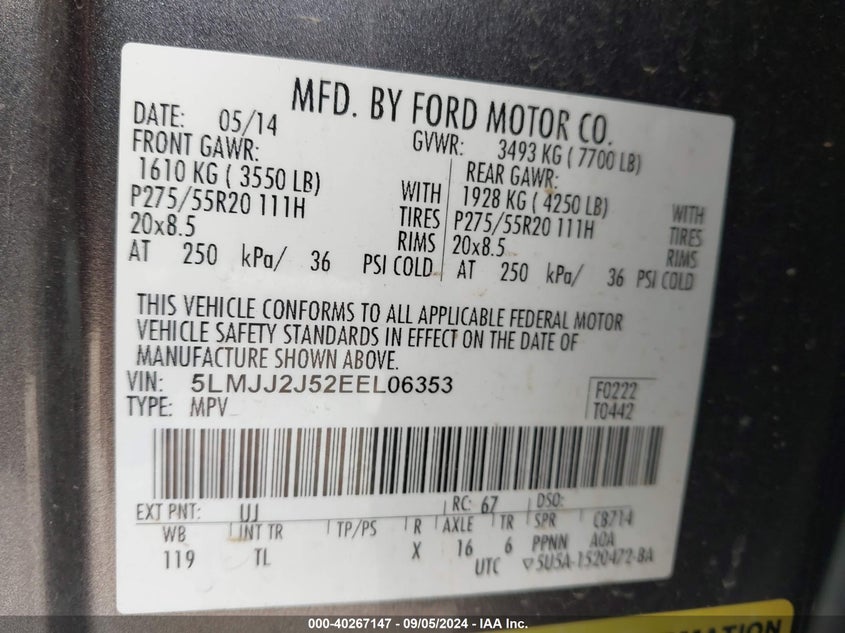 MFD. BY FORD MOTOR CO.
DATE: 05/14
GVWR: 3493 KG ( 7700 LB)
FRONT GAWR:
1610 KG ( 3550 LB)
P275/55R20 111H
20x8.5
WITH
TIRES
RIMS
AT 250 kPa/ 36 PSI COLD
REAR GAWR:
1928 KG ( 4250 LB)
P275/55R20 111H
20x8.5
WITH
TIRES
RIMS
AT 250 kPa/ 36 PSI COLD
THIS VEHICLE CONFORMS TO ALL APPLICABLE FEDERAL MOTOR
VEHICLE SAFETY STANDARDS IN EFFECT ON THE DATE OF
MANUFACTURE SHOWN ABOVE.
VIN: 5LMJJ2J52EEL06353
TYPE: MPV
F0222
T0442
EXT PNT: UJ RC: 67 DSO:
WB INT TR TP/PS R AXLE TR SPR C8714
119 TL X 16 6 PPNN AOA
UTC ▽5U5A-1520472-BA
000-40267147 - 09/05/2024 - IAA Inc.